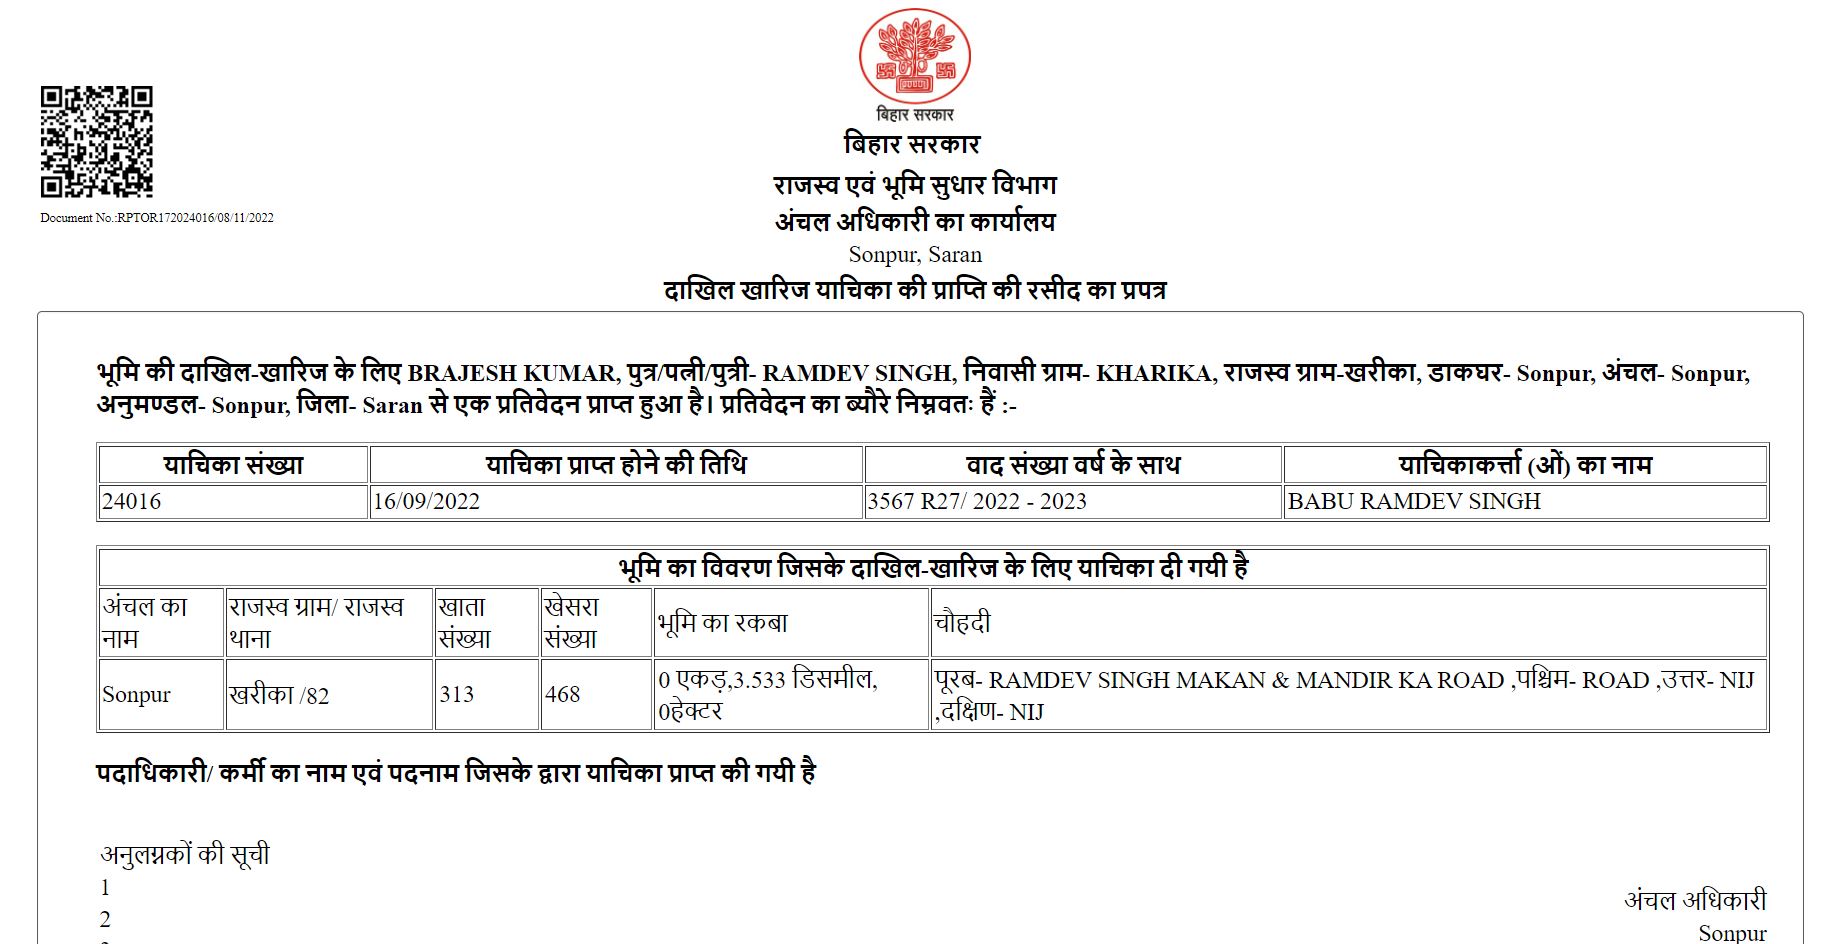 बिहार सरकार
बिहार सरकार
राजस्व एवं भूमि सुधार विभाग
अंचल अधिकारी का कार्यालय
Sonpur, Saran
दाखिल खारिज याचिका की प्राप्ति की रसीद का प्रपत्र
Document No.:RPTOR172024016/08/11/2022
भूमि की दाखिल-खारिज के लिए BRAJESH KUMAR, पुत्र/पत्नी/पुत्री- RAMDEV SINGH, निवासी ग्राम- KHARIKA, राजस्व ग्राम-खरीका, डाकघर- Sonpur, अंचल- Sonpur,
अनुमण्डल- Sonpur, जिला- Saran से एक प्रतिवेदन प्राप्त हुआ है। प्रतिवेदन का ब्यौरे निम्नवतः हैं :-
याचिका संख्या याचिका प्राप्त होने की तिथि वाद संख्या वर्ष के साथ याचिकाकर्त्ता (ओं) का नाम
24016 16/09/2022 3567 R27/ 2022 - 2023 BABU RAMDEV SINGH
भूमि का विवरण जिसके दाखिल-खारिज के लिए याचिका दी गयी है
अंचल का नाम राजस्व ग्राम/ राजस्व थाना खाता संख्या खेसरा संख्या भूमि का रकबा चौहदी
Sonpur खरीका /82 313 468 0 एकड़,3.533 डिसमील, 0हेक्टर पूरब- RAMDEV SINGH MAKAN & MANDIR KA ROAD ,पश्चिम- ROAD ,उत्तर- NIJ ,दक्षिण- NIJ
पदाधिकारी/ कर्मी का नाम एवं पदनाम जिसके द्वारा याचिका प्राप्त की गयी है
अनुलग्नकों की सूची
1
2
अंचल अधिकारी
Sonpur